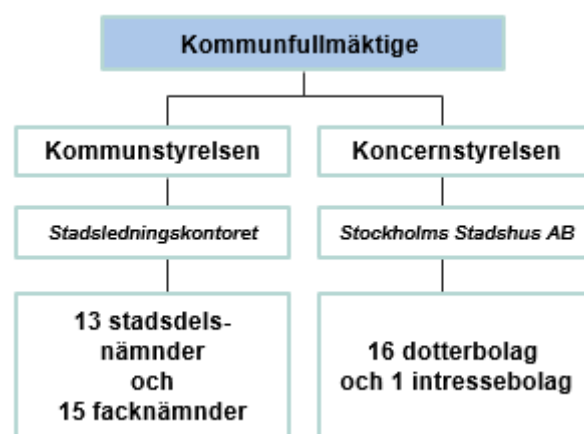 Kommunfullmäktige
Kommunstyrelsen
Koncernstyrelsen
Stadsledningskontoret
Stockholms Stadshus AB
13 stadsdels-
nämnder
och
15 facknämnder
16 dotterbolag
och 1 intressebolag